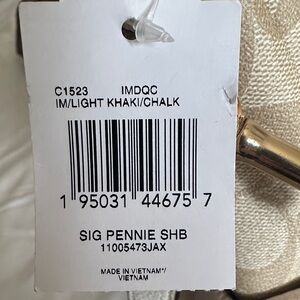 C1523 IMDQC
IM/LIGHT KHAKI/CHALK
1 95031 44675 7
SIG PENNIE SHB
11005473JAX
MADE IN VIETNAM*/
VIETNAM